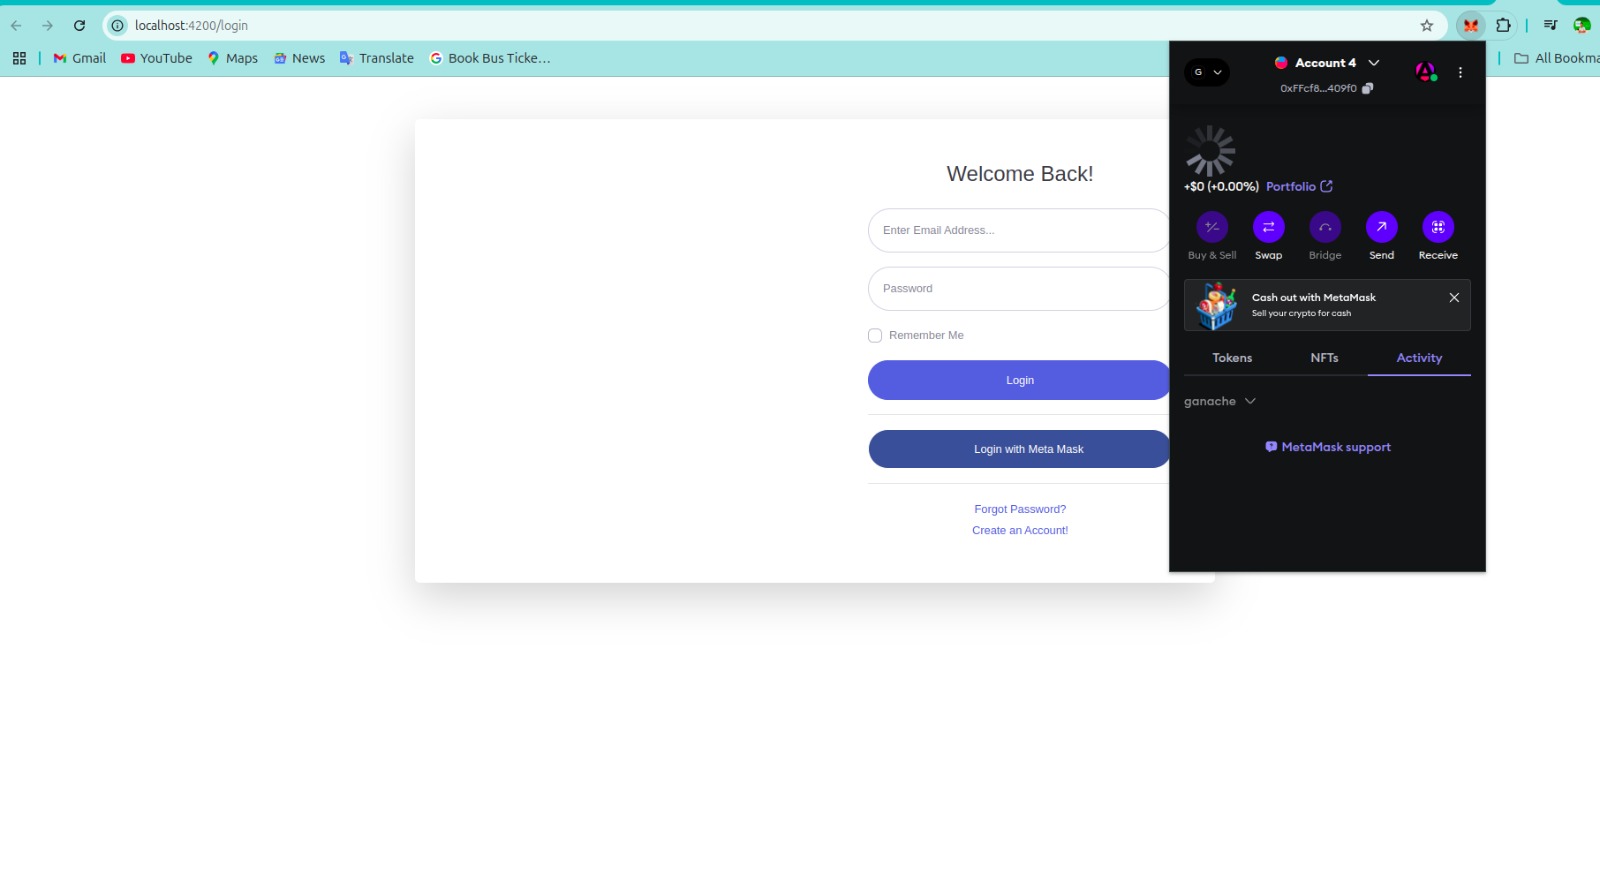 localhost:4200/login
Gmail
YouTube
Maps
News
Translate
Book Bus Ticke...
All Bookma
Welcome Back!
Enter Email Address...
Password
Remember Me
Login
Login with Meta Mask
Forgot Password?
Create an Account!
G
Account 4
0xFFcf8...409f0
+$0 (+0.00%) Portfolio
Buy & Sell
Swap
Bridge
Send
Receive
Cash out with MetaMask
Sell your crypto for cash
Tokens
NFTs
Activity
ganache
MetaMask support